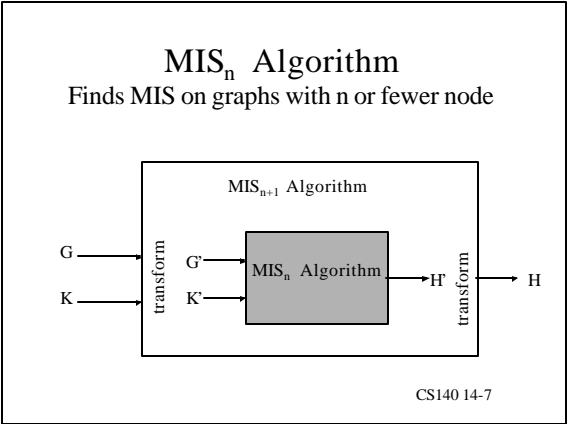 MISn Algorithm
Finds MIS on graphs with n or fewer node
MISn+1 Algorithm
G
K
transform
G’
K’
MISn Algorithm
H’
transform
H
CS140 14-7